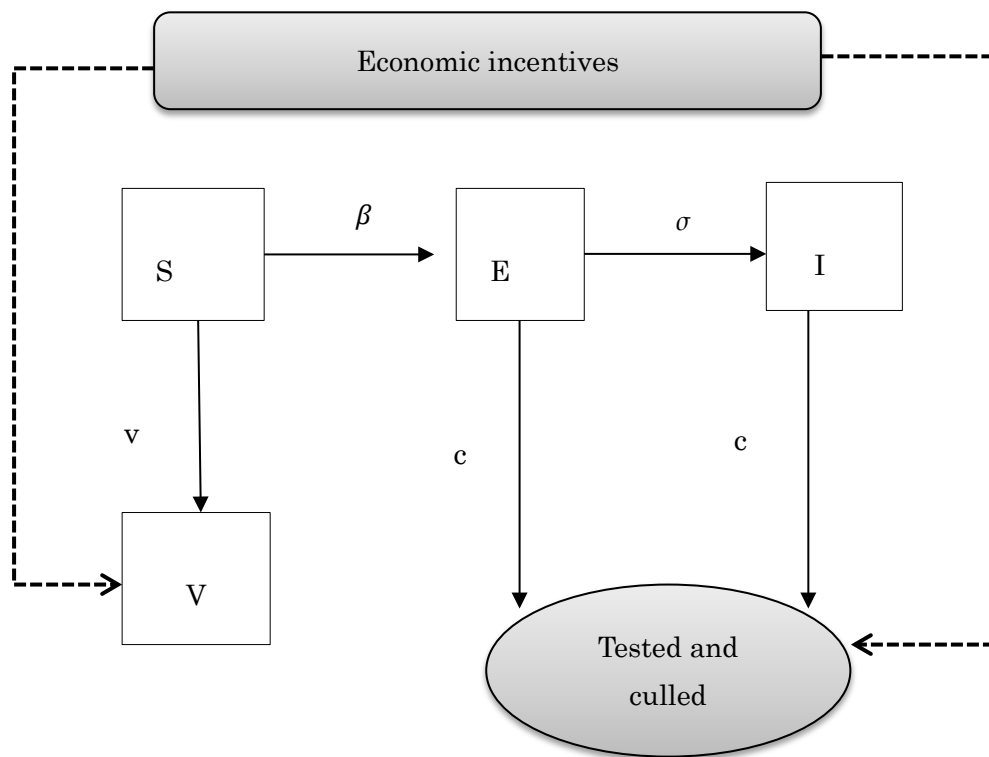 Economic incentives
β
σ
S
E
I
v
c
c
V
Tested and
culled